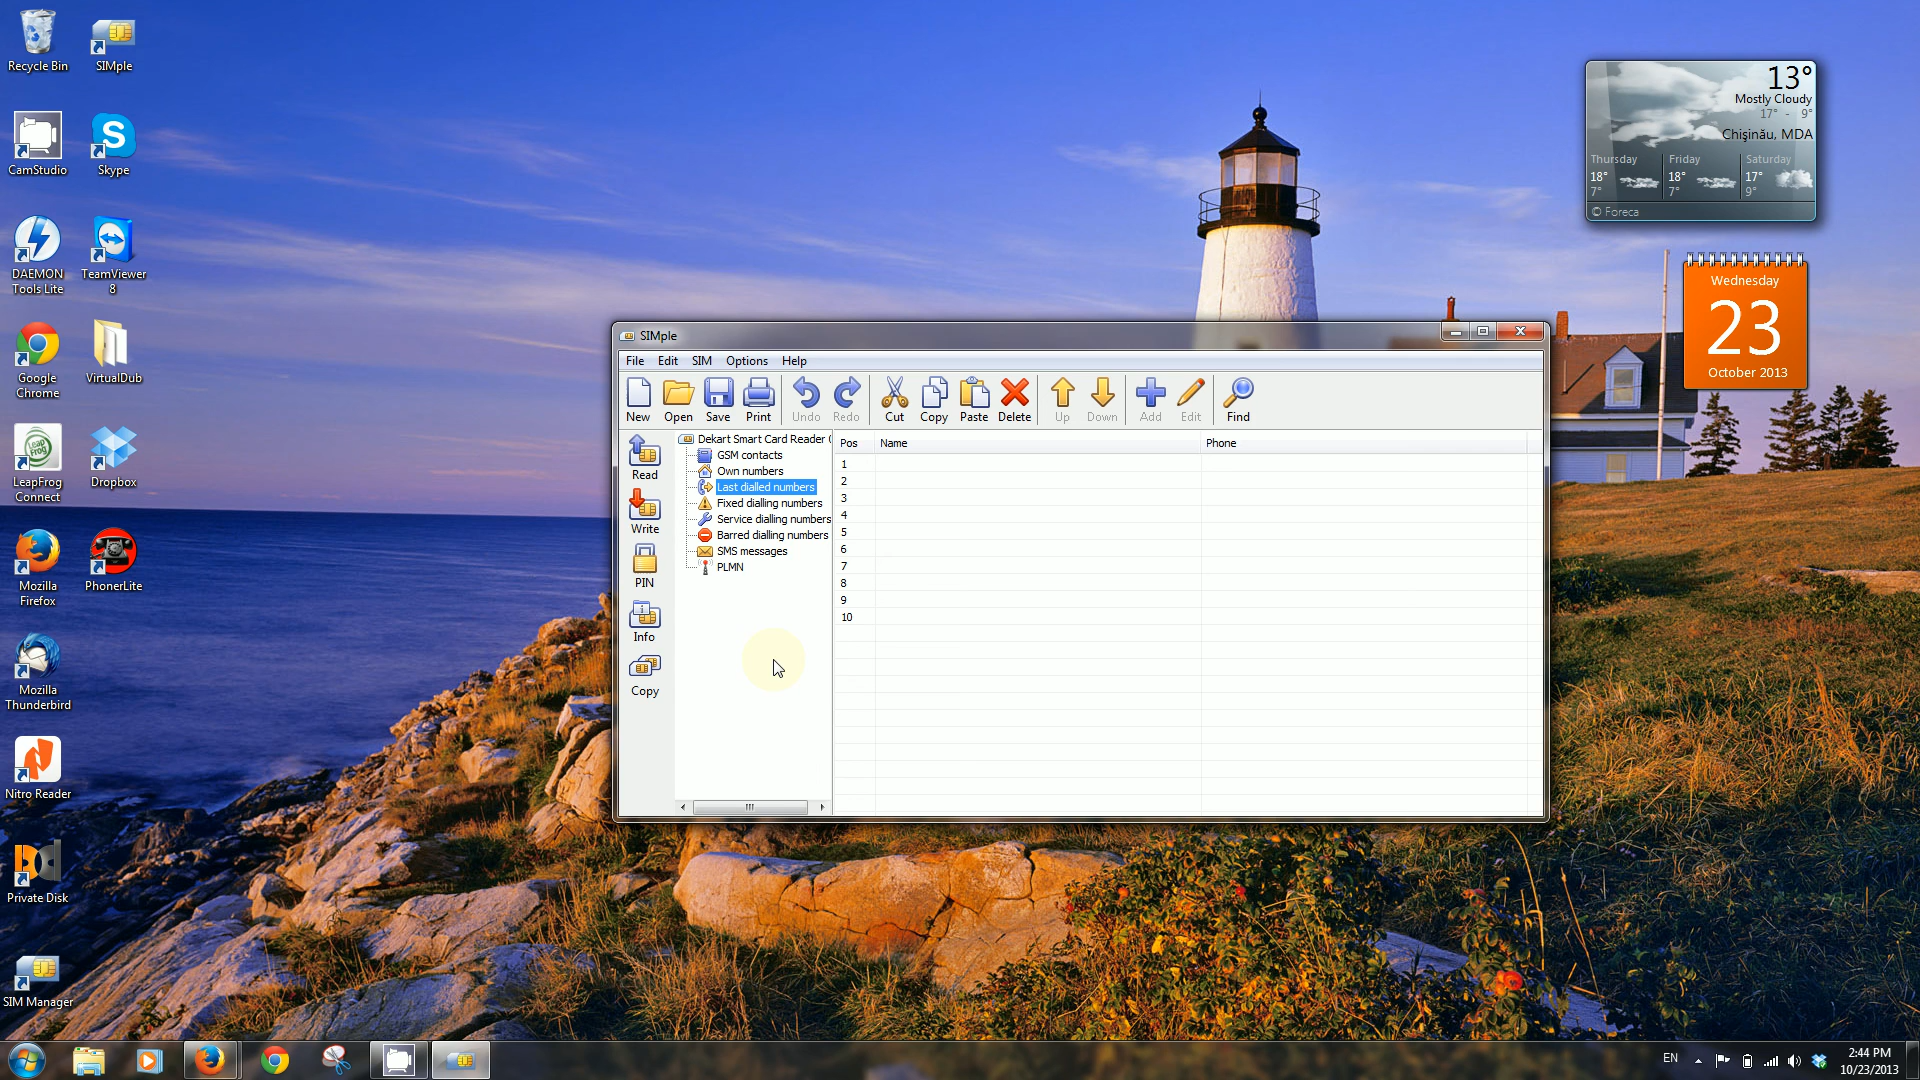 Recycle Bin
SIMple
CamStudio
Skype
DAEMON
Tools Lite
TeamViewer
8
Google
Chrome
VirtualDub
LeapFrog
Connect
Dropbox
Mozilla
Firefox
PhonerLite
Mozilla
Thunderbird
Nitro Reader
Private Disk
SIM Manager
13°
Mostly Cloudy
17° - 9°
Chişinău, MDA
Thursday Friday Saturday
18° 18° 17°
7° 7° 9°
© Foreca
Wednesday
23
October 2013
SIMple
File Edit SIM Options Help
New Open Save Print Undo Redo Cut Copy Paste Delete Up Down Add Edit Find
Read
Write
PIN
Info
Copy
Dekart Smart Card Reader (
GSM contacts
Own numbers
Last dialled numbers
Fixed dialling numbers
Service dialling numbers
Barred dialling numbers
SMS messages
PLMN
Pos Name Phone
1
2
3
4
5
6
7
8
9
10
EN
2:44 PM
10/23/2013